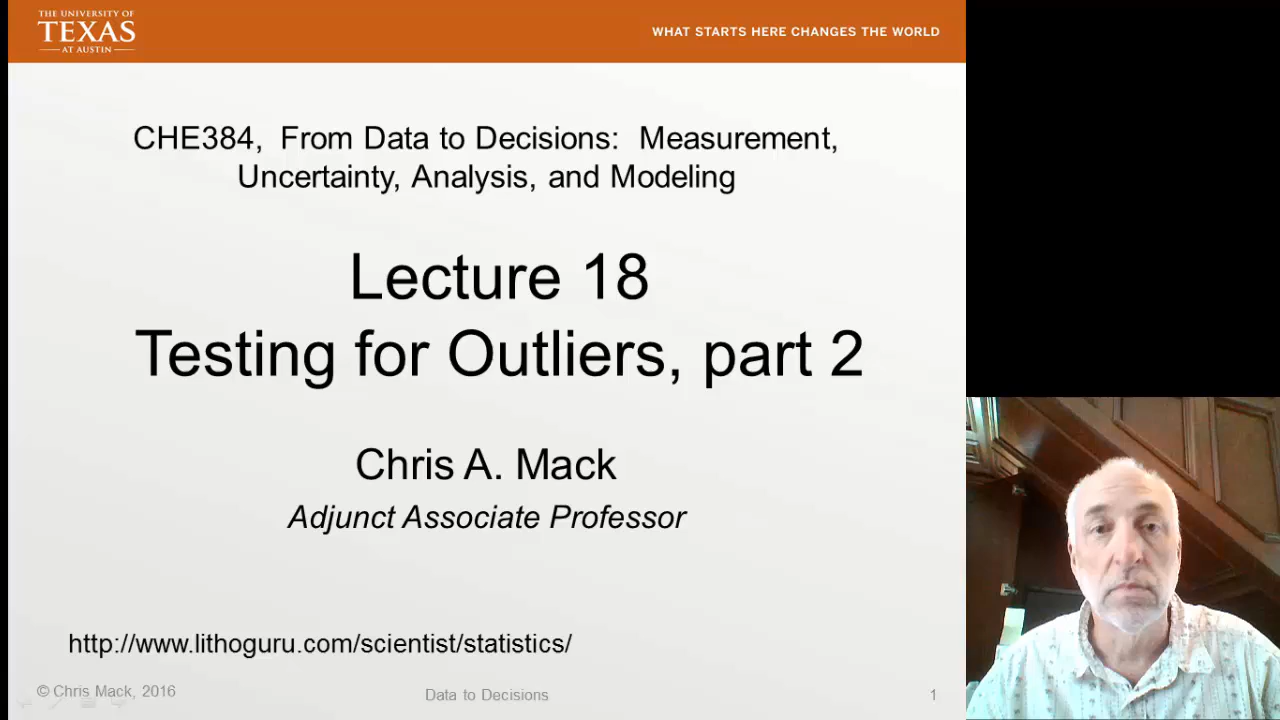 THE UNIVERSITY OF
TEXAS
AT AUSTIN
WHAT STARTS HERE CHANGES THE WORLD
CHE384, From Data to Decisions: Measurement,
Uncertainty, Analysis, and Modeling
Lecture 18
Testing for Outliers, part 2
Chris A. Mack
Adjunct Associate Professor
http://www.lithoguru.com/scientist/statistics/
© Chris Mack, 2016
Data to Decisions
1